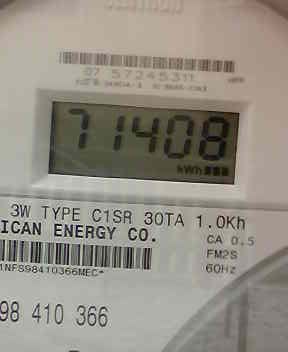 07 57245311
71408
kWh
3W TYPE C1SR 30TA 1.0Kh
ICAN ENERGY CO.
CA 0.5
FM2S
60Hz
1NFS98410366MEC*
98 410 366